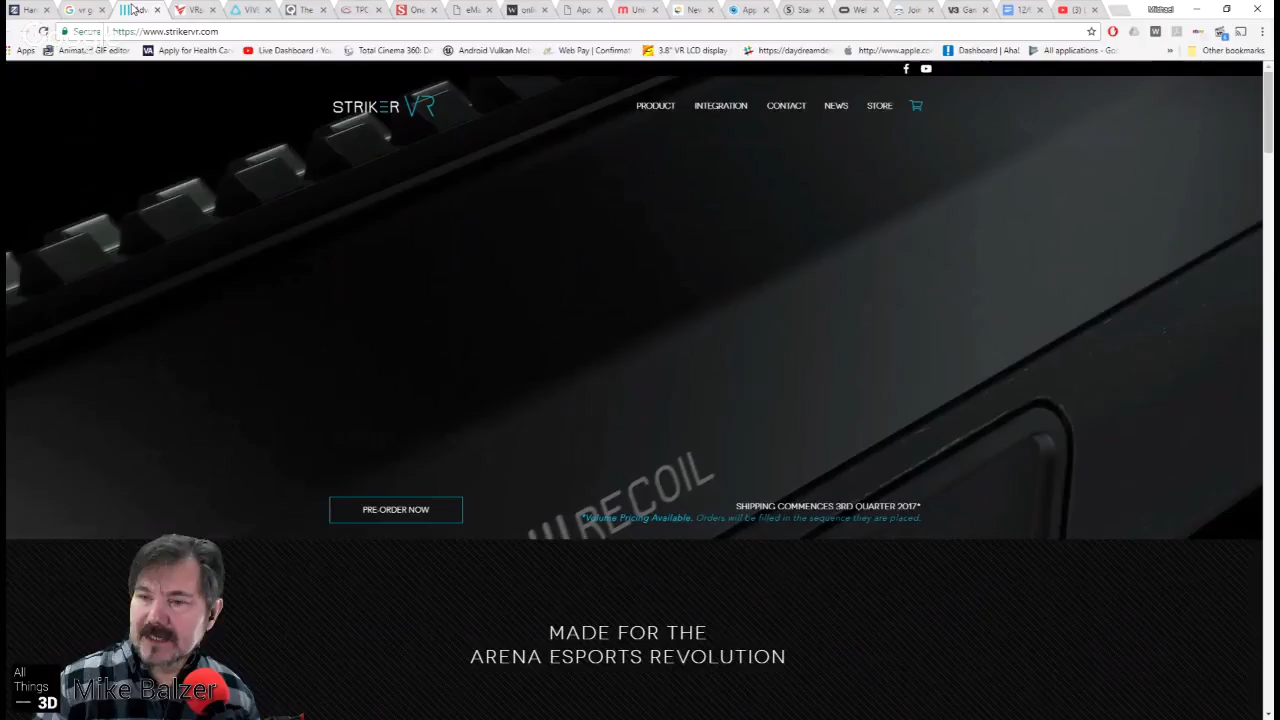 Secure
https://www.strikervr.com
Animated GIF editor
Apply for Health Car
Live Dashboard - You
Total Cinema 360 - O
Android Vulkan Mob
Web Pay | Confirmat
3.8" VR LCD display
https://daydream
http://www.apple.co
Dashboard | Aha!
All applications - Go
Other bookmarks
STRIKER VR
PRODUCT
INTEGRATION
CONTACT
NEWS
STORE
RECOIL
PRE-ORDER NOW
SHIPPING COMMENCES 3RD QUARTER 2017*
*Volume Pricing Available. Orders will be filled in the sequence they are placed.
MADE FOR THE
ARENA ESPORTS REVOLUTION
All
Things
3D
Mike Balzer